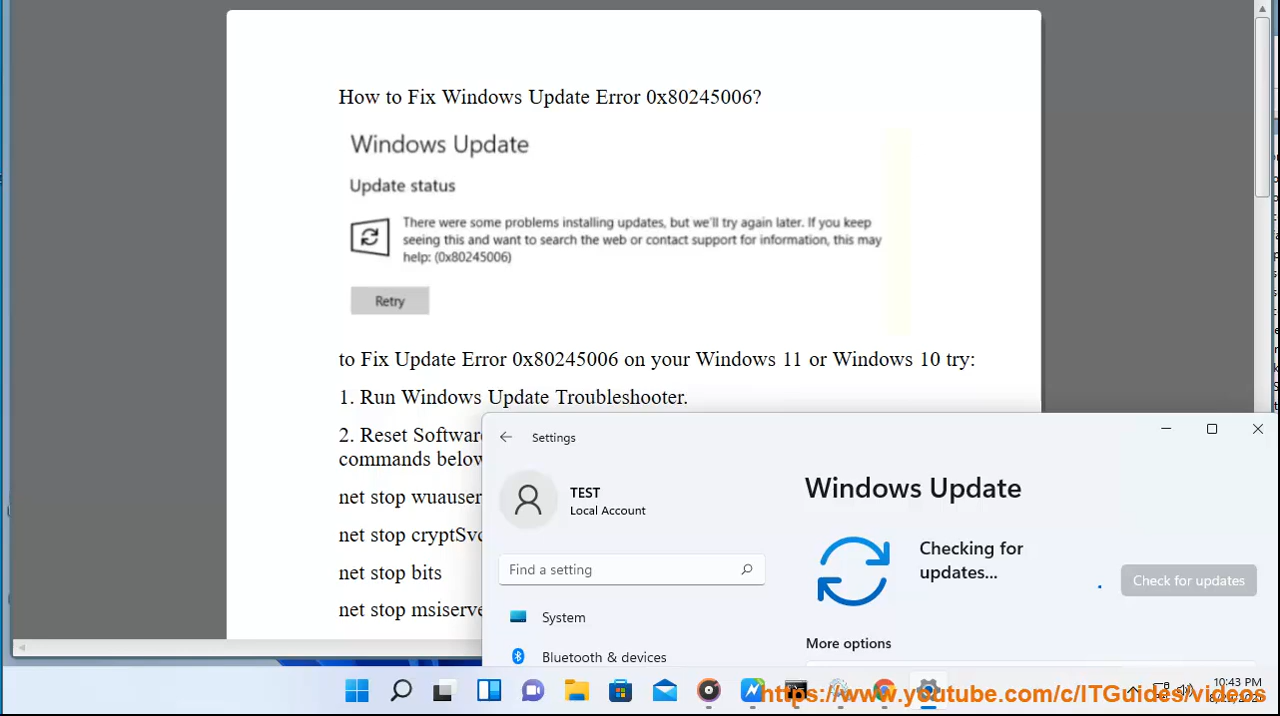 How to Fix Windows Update Error 0x80245006?
Windows Update
Update status
There were some problems installing updates, but we'll try again later. If you keep
seeing this and want to search the web or contact support for information, this may
help: (0x80245006)
Retry
to Fix Update Error 0x80245006 on your Windows 11 or Windows 10 try:
1. Run Windows Update Troubleshooter.
2. Reset Softwar
commands below
net stop wuauser
net stop cryptSvc
net stop bits
net stop msiserve
Settings
TEST
Local Account
Find a setting
System
Bluetooth & devices
Windows Update
Checking for
updates...
Check for updates
More options
10:43 PM
https://www.youtube.com/c/ITGuides/videos